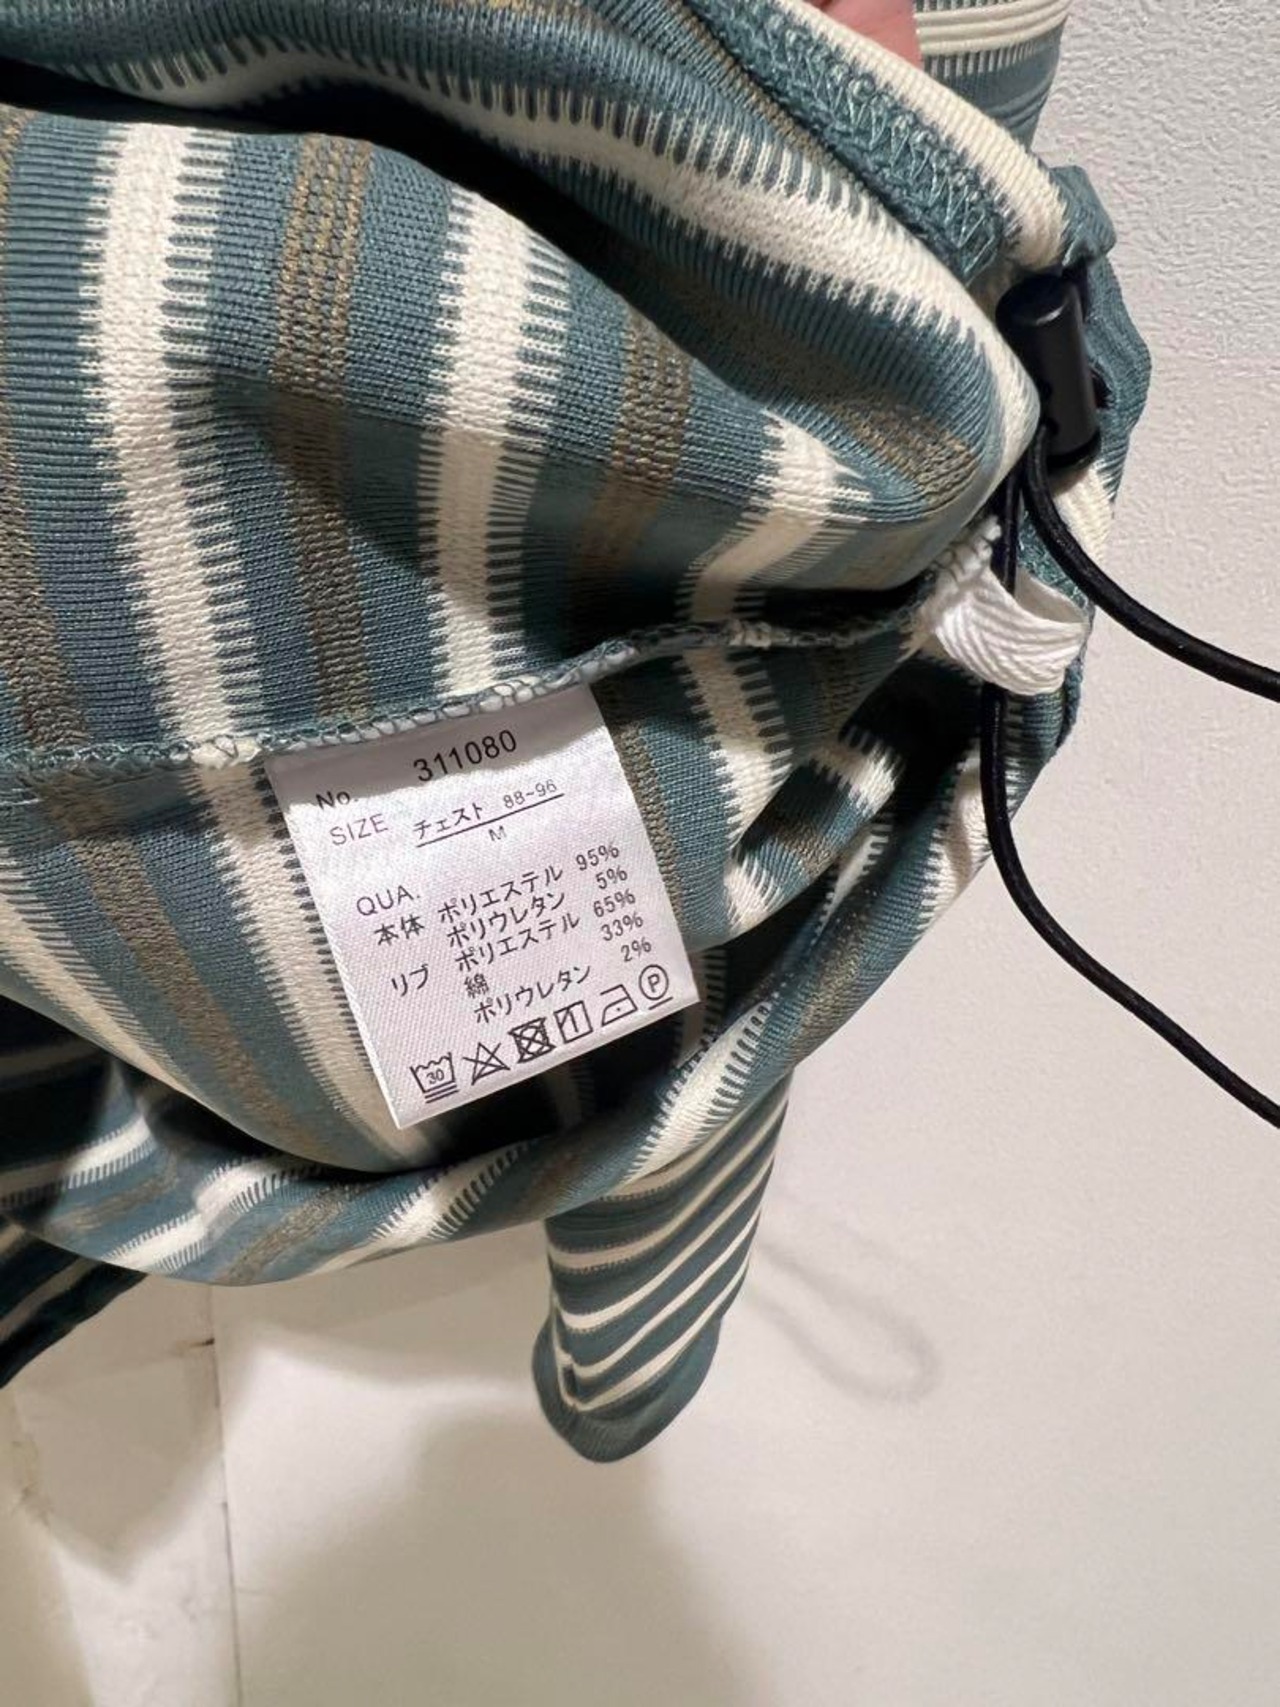 No. 311080
SIZE チェスト 88~96
M
QUA.
本体 ポリエステル 95%
ポリウレタン 5%
リブ ポリエステル 65%
綿 33%
ポリウレタン 2%
30 P